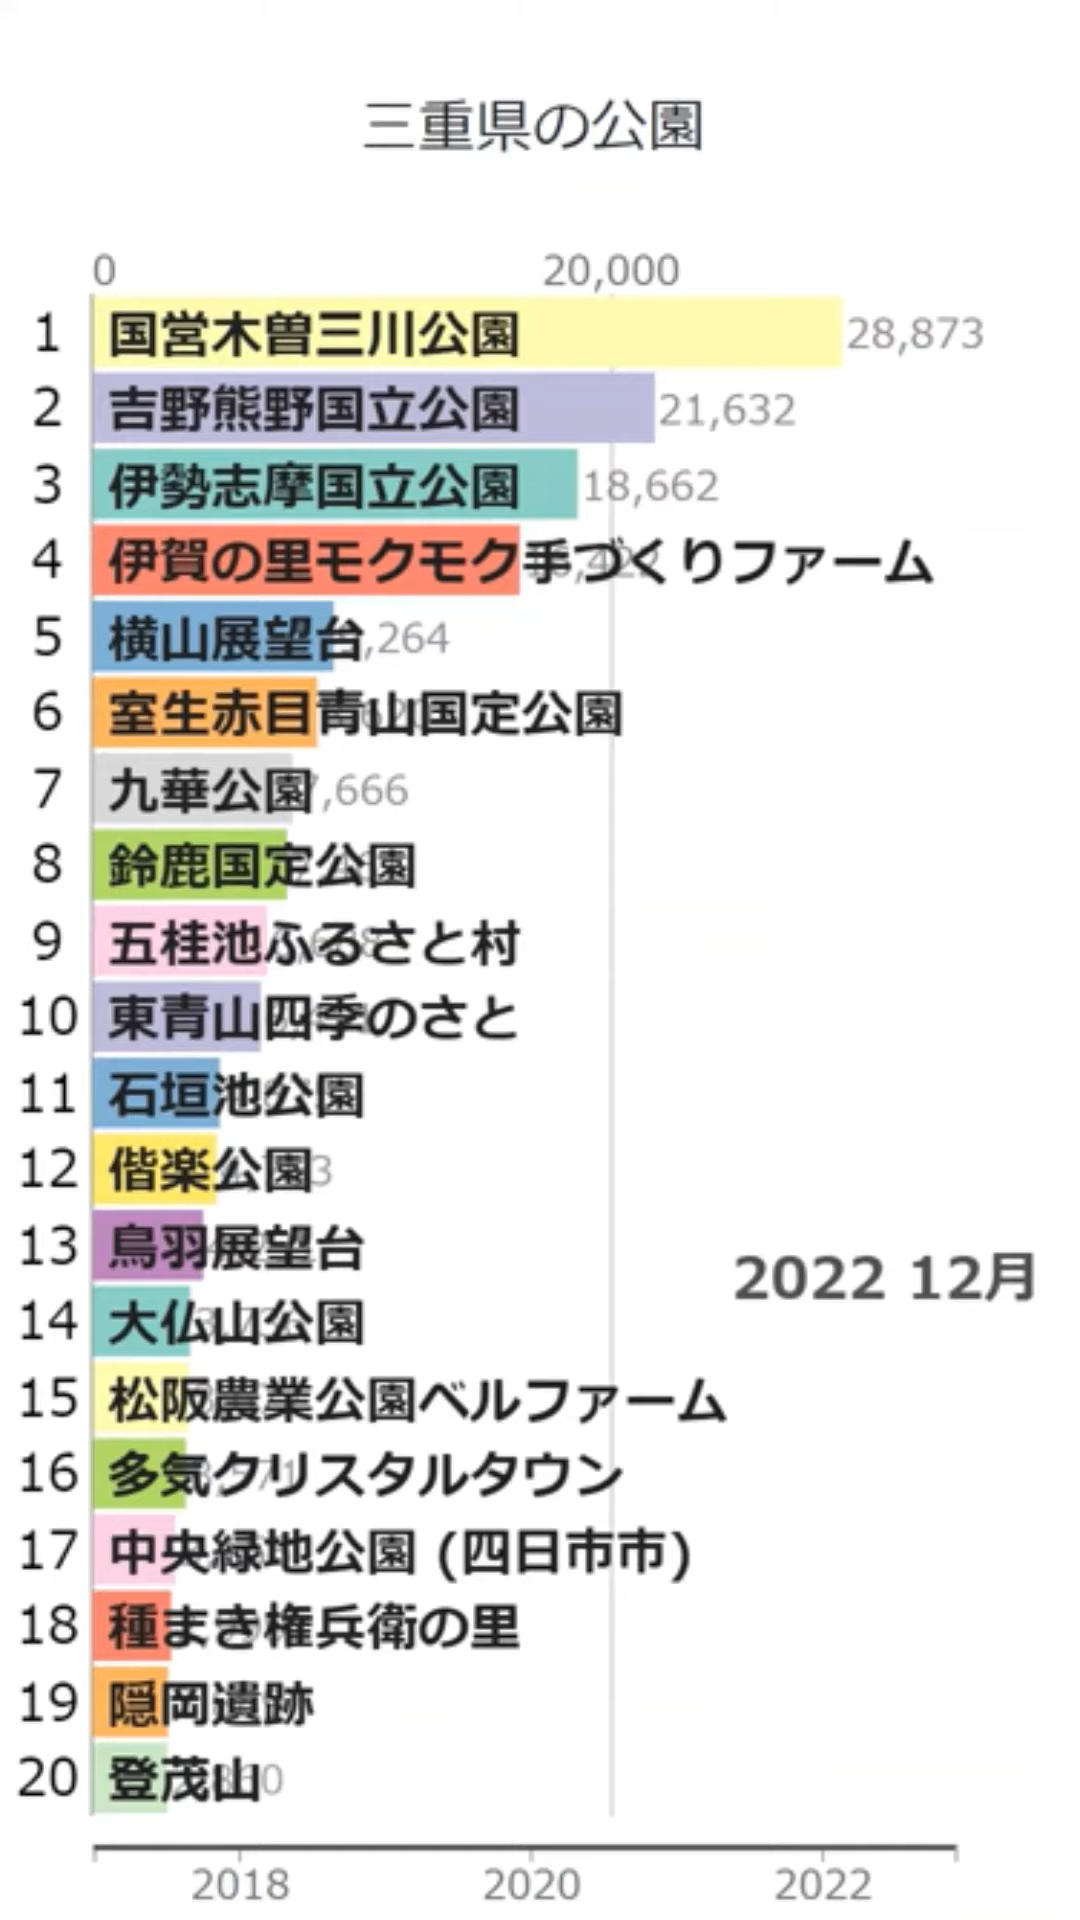 三重県の公園
0 20,000
1 国営木曽三川公園 28,873
2 吉野熊野国立公園 21,632
3 伊勢志摩国立公園 18,662
4 伊賀の里モクモク手づくりファーム
5 横山展望台
6 室生赤目青山国定公園
7 九華公園 7,666
8 鈴鹿国定公園
9 五桂池ふるさと村
10 東青山四季のさと
11 石垣池公園
12 偕楽公園
13 鳥羽展望台
14 大仏山公園
15 松阪農業公園ベルファーム
16 多気クリスタルタウン
17 中央緑地公園 (四日市市)
18 種まき権兵衛の里
19 隠岡遺跡
20 登茂山
2022 12月
2018 2020 2022